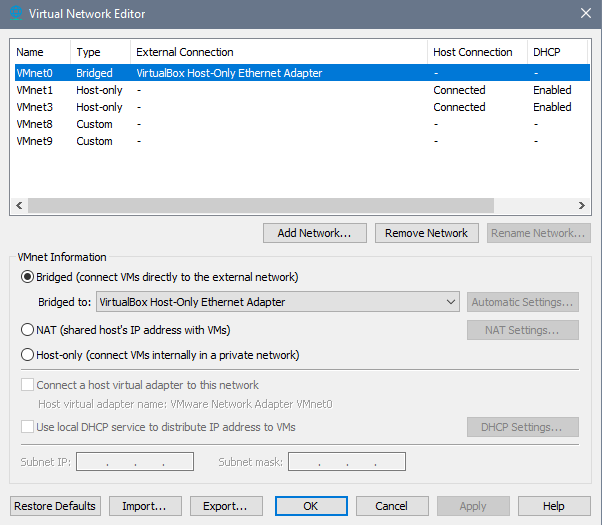 Virtual Network Editor
Name Type External Connection Host Connection DHCP
VMnet0 Bridged VirtualBox Host-Only Ethernet Adapter - -
VMnet1 Host-only - Connected Enabled
VMnet3 Host-only - Connected Enabled
VMnet8 Custom -
VMnet9 Custom -
Add Network... Remove Network Rename Network...
VMnet Information
Bridged (connect VMs directly to the external network)
Bridged to: VirtualBox Host-Only Ethernet Adapter Automatic Settings...
NAT (shared host's IP address with VMs) NAT Settings...
Host-only (connect VMs internally in a private network)
Connect a host virtual adapter to this network
Host virtual adapter name: VMware Network Adapter VMnet0
Use local DHCP service to distribute IP address to VMs DHCP Settings...
Subnet IP: . . . Subnet mask: . . .
Restore Defaults Import... Export... OK Cancel Apply Help